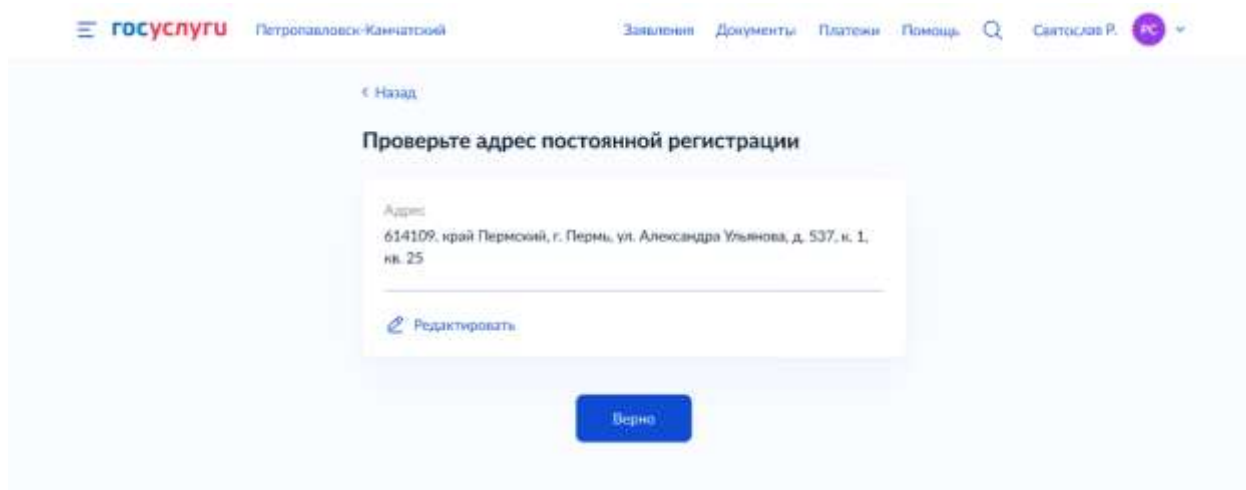 госуслуги Петропавловск-Камчатский Заявления Документы Платежи Помощь Святослав Р. РС
Назад
Проверьте адрес постоянной регистрации
Адрес
614109, край Пермский, г. Пермь, ул. Александра Ульянова, д. 537, к. 1,
кв. 25
Редактировать
Верно